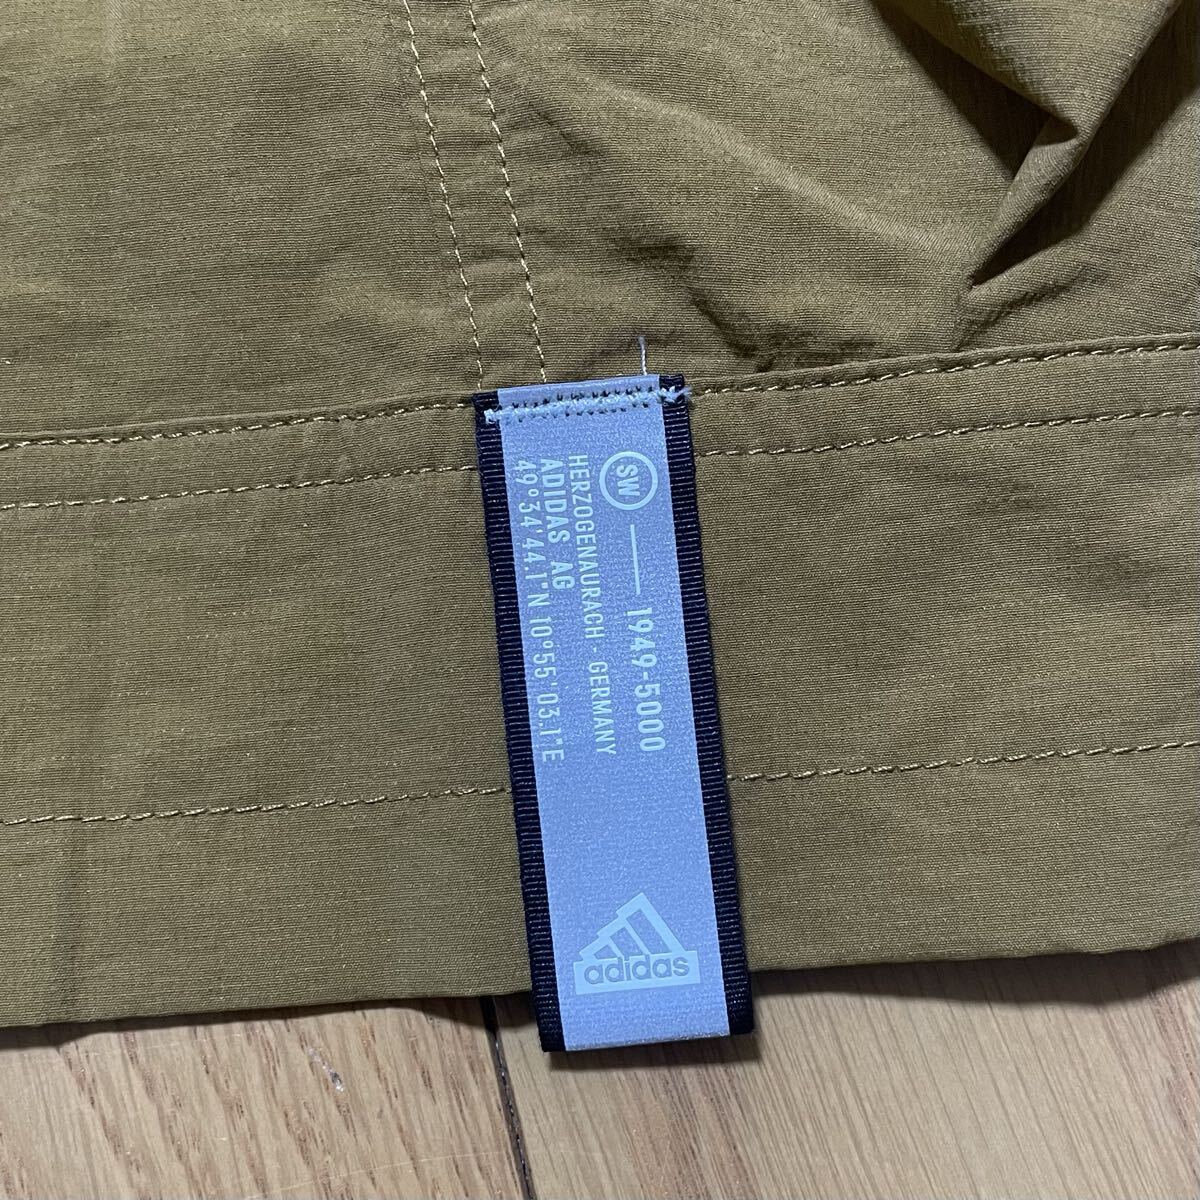 SW 1949-5000
HERZOGENAURACH - GERMANY
ADIDAS AG
49°34'44.1"N 10°55'03.1"E
adidas